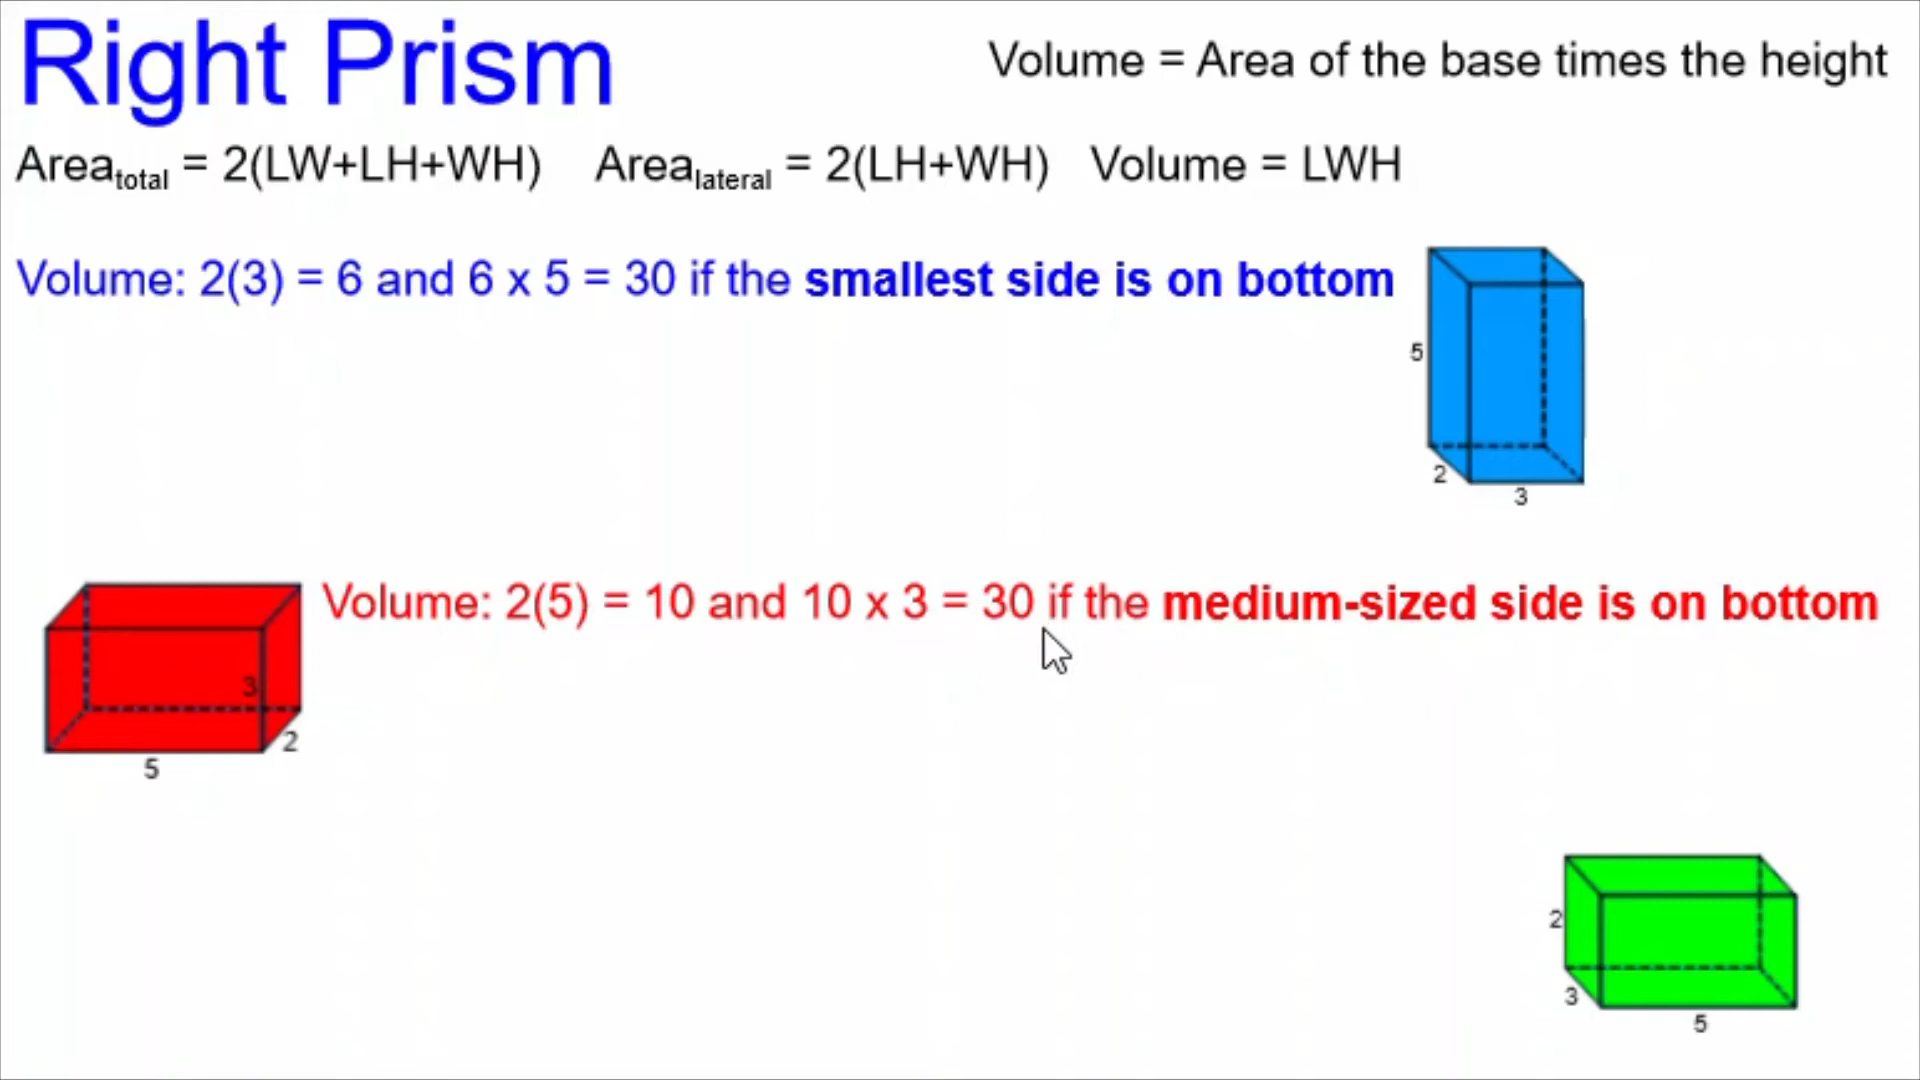 Right Prism
Volume = Area of the base times the height
Areatotal = 2(LW+LH+WH) Arealateral = 2(LH+WH) Volume = LWH
Volume: 2(3) = 6 and 6 x 5 = 30 if the smallest side is on bottom
5
2
3
Volume: 2(5) = 10 and 10 x 3 = 30 if the medium-sized side is on bottom
3
2
5
2
3
5